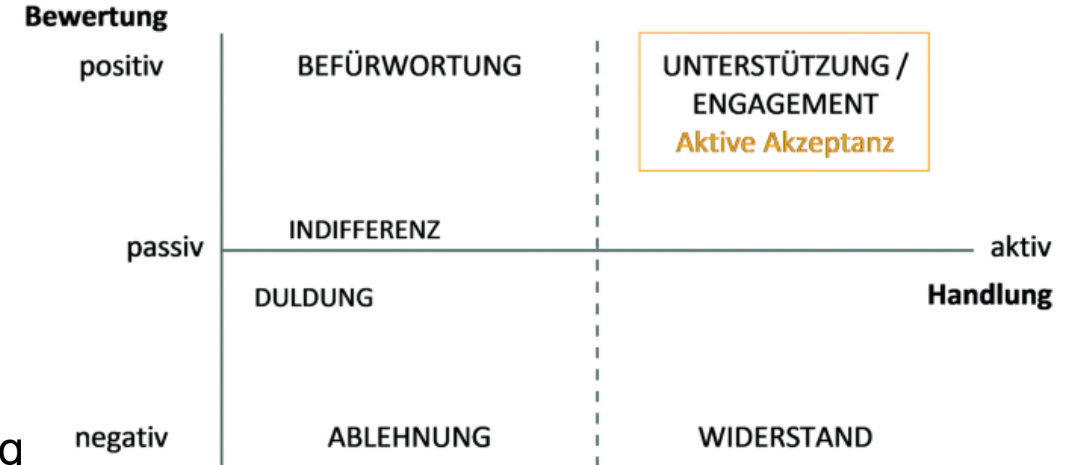 Bewertung
positiv
BEFÜRWORTUNG
UNTERSTÜTZUNG /
ENGAGEMENT
Aktive Akzeptanz
INDIFFERENZ
passiv
aktiv
DULDUNG
Handlung
g
negativ
ABLEHNUNG
WIDERSTAND